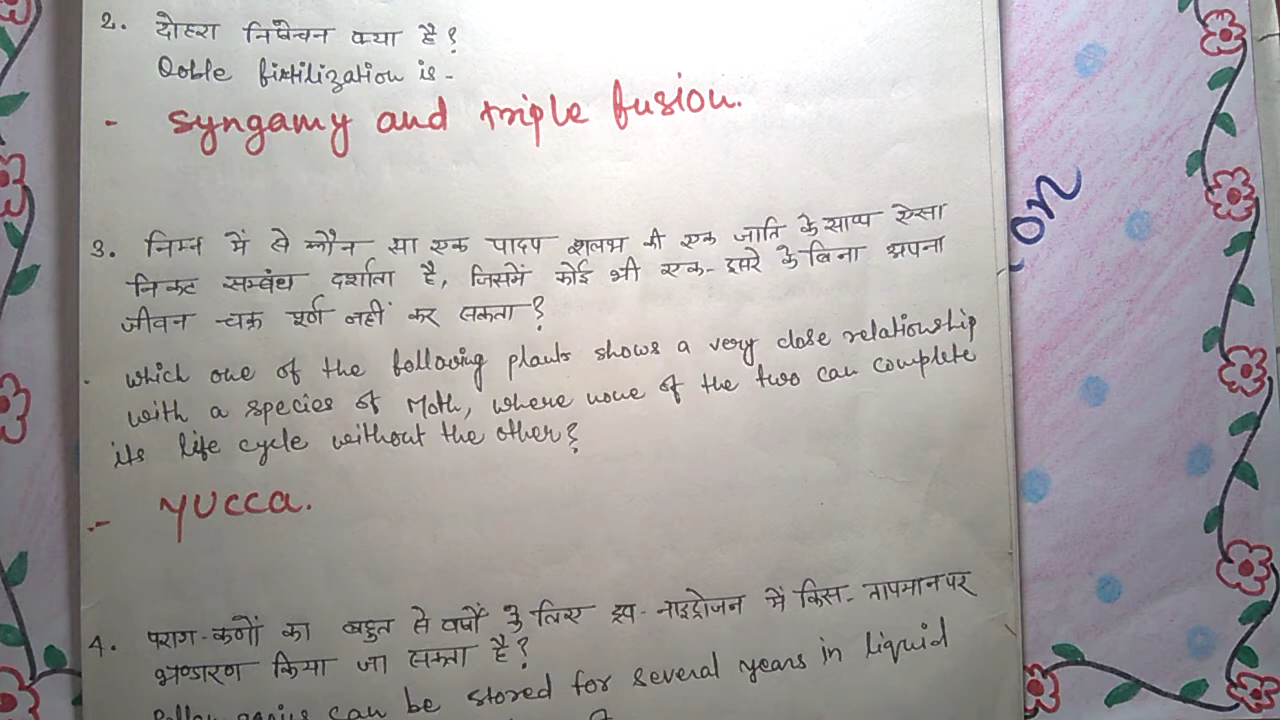 2. दोहरा निषेचन क्या है?
Doble firtilization is -
- Syngamy and triple fusion.
3. निम्न में से कौन सा एक पादप शलभ की एक जाति के साथ ऐसा
निकट सम्बंध दर्शाता है, जिसमें कोई भी एक-दूसरे के बिना अपना
जीवन चक्र पूर्ण नहीं कर सकता?
. which one of the following plants shows a very close relationship
with a species of Moth, where none of the two can complete
its life cycle without the other?
- YUCCA.
4. पराग-कणों का बहुत से वर्षों के लिए द्रव-नाइट्रोजन में किस-तापमान पर
भण्डारण किया जा सकता है?
can be stored for several years in liquid
on